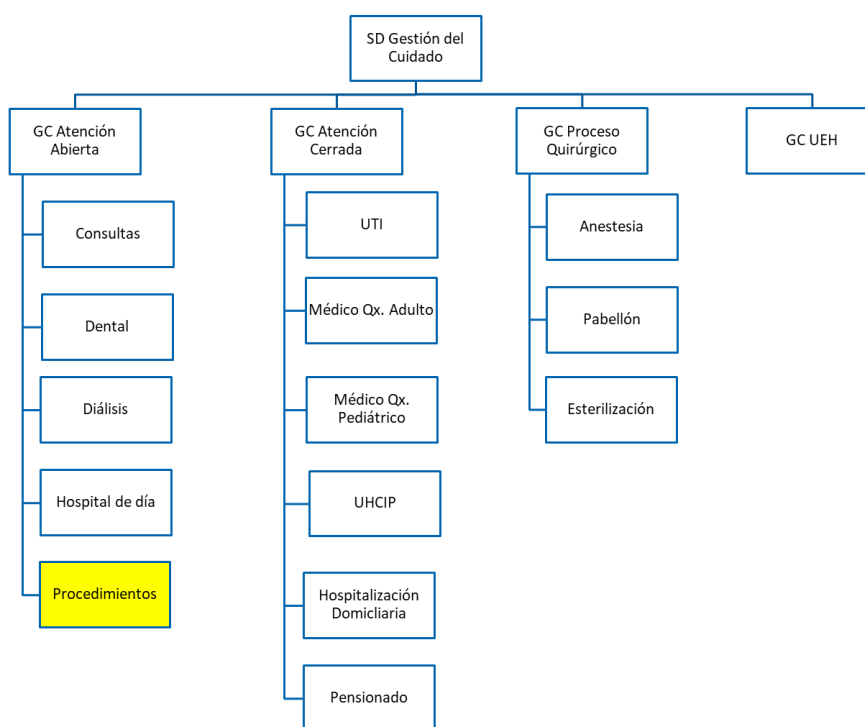 SD Gestión del
Cuidado
GC Atención
Abierta
GC Atención
Cerrada
GC Proceso
Quirúrgico
GC UEH
Consultas
Dental
Diálisis
Hospital de día
Procedimientos
UTI
Médico Qx. Adulto
Médico Qx.
Pediátrico
UHCIP
Hospitalización
Domicliaria
Pensionado
Anestesia
Pabellón
Esterilización